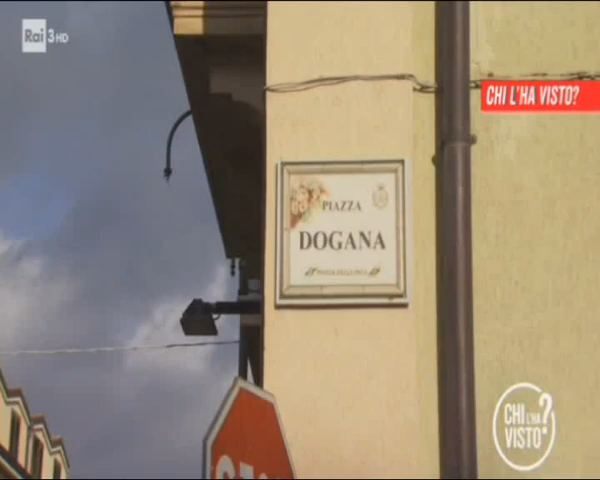 Rai 3 HD
CHI L'HA VISTO?
PIAZZA
DOGANA
CHI L'HA
VISTO?